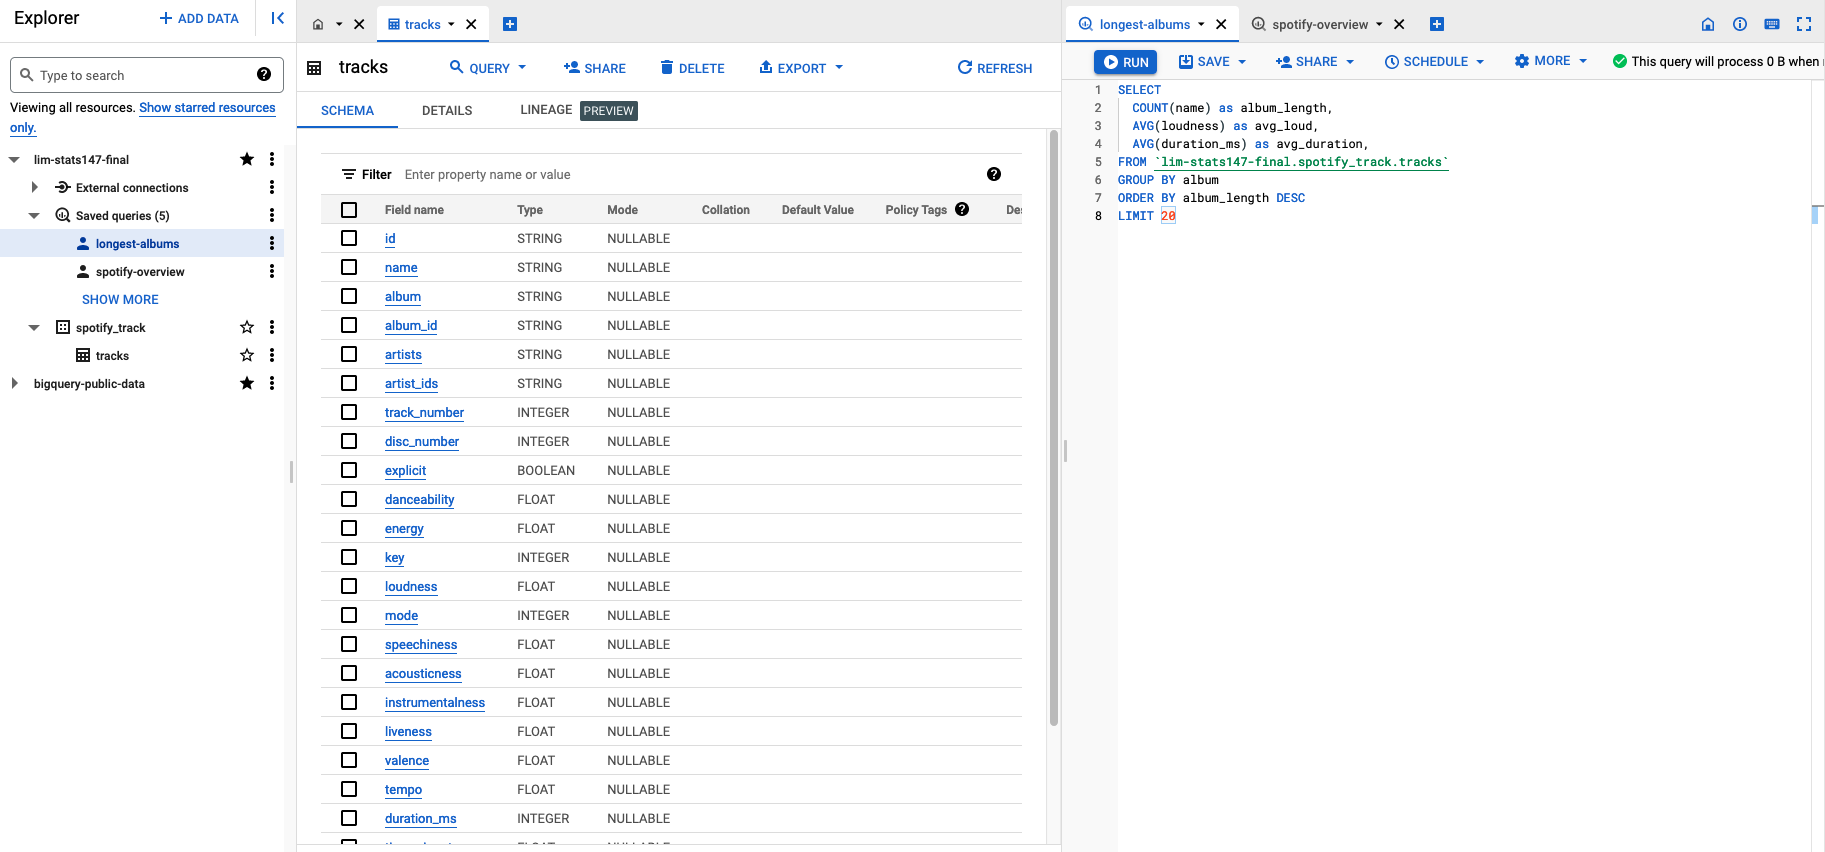 Explorer
ADD DATA
Type to search
Viewing all resources. Show starred resources
only.
lim-stats147-final
External connections
Saved queries (5)
longest-albums
spotify-overview
SHOW MORE
spotify_track
tracks
bigquery-public-data
tracks
tracks
QUERY
SHARE
DELETE
EXPORT
REFRESH
SCHEMA
DETAILS
LINEAGE PREVIEW
Filter Enter property name or value
Field name Type Mode Collation Default Value Policy Tags
id STRING NULLABLE
name STRING NULLABLE
album STRING NULLABLE
album_id STRING NULLABLE
artists STRING NULLABLE
artist_ids STRING NULLABLE
track_number INTEGER NULLABLE
disc_number INTEGER NULLABLE
explicit BOOLEAN NULLABLE
danceability FLOAT NULLABLE
energy FLOAT NULLABLE
key INTEGER NULLABLE
loudness FLOAT NULLABLE
mode INTEGER NULLABLE
speechiness FLOAT NULLABLE
acousticness FLOAT NULLABLE
instrumentalness FLOAT NULLABLE
liveness FLOAT NULLABLE
valence FLOAT NULLABLE
tempo FLOAT NULLABLE
duration_ms INTEGER NULLABLE
longest-albums
spotify-overview
RUN
SAVE
SHARE
SCHEDULE
MORE
This query will process 0 B when
1 SELECT
2 COUNT(name) as album_length,
3 AVG(loudness) as avg_loud,
4 AVG(duration_ms) as avg_duration,
5 FROM `lim-stats147-final.spotify_track.tracks`
6 GROUP BY album
7 ORDER BY album_length DESC
8 LIMIT 20